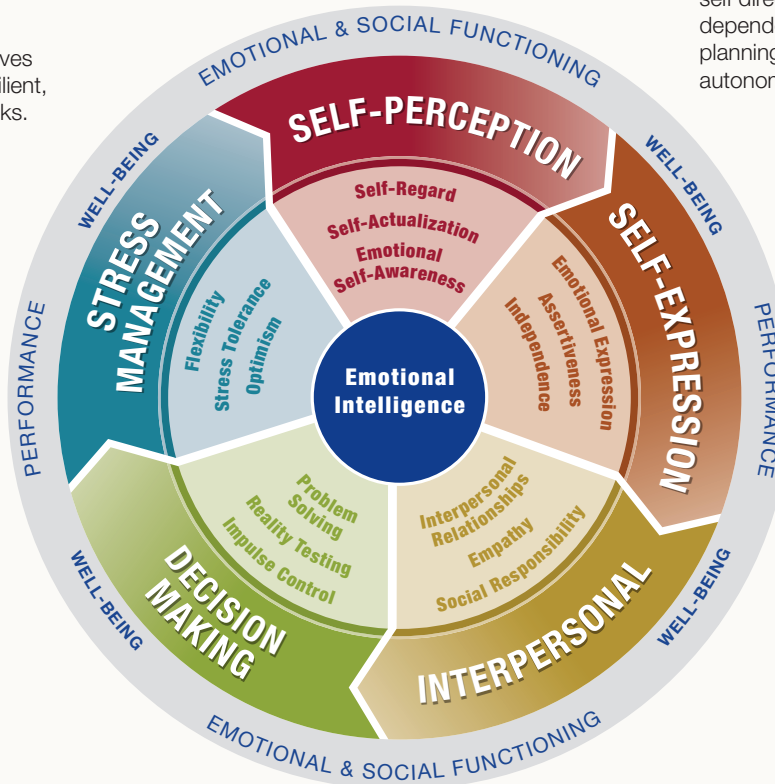 ves
ilient,
ks.
self dire
depend
planning
autonom
EMOTIONAL & SOCIAL FUNCTIONING
WELL-BEING
WELL-BEING
PERFORMANCE
PERFORMANCE
WELL-BEING
WELL-BEING
EMOTIONAL & SOCIAL FUNCTIONING
SELF-PERCEPTION
Self-Regard
Self-Actualization
Emotional
Self-Awareness
SELF-EXPRESSION
Emotional Expression
Assertiveness
Independence
INTERPERSONAL
Interpersonal
Relationships
Empathy
Social Responsibility
DECISION
MAKING
Problem
Solving
Reality Testing
Impulse Control
STRESS
MANAGEMENT
Flexibility
Stress Tolerance
Optimism
Emotional
Intelligence